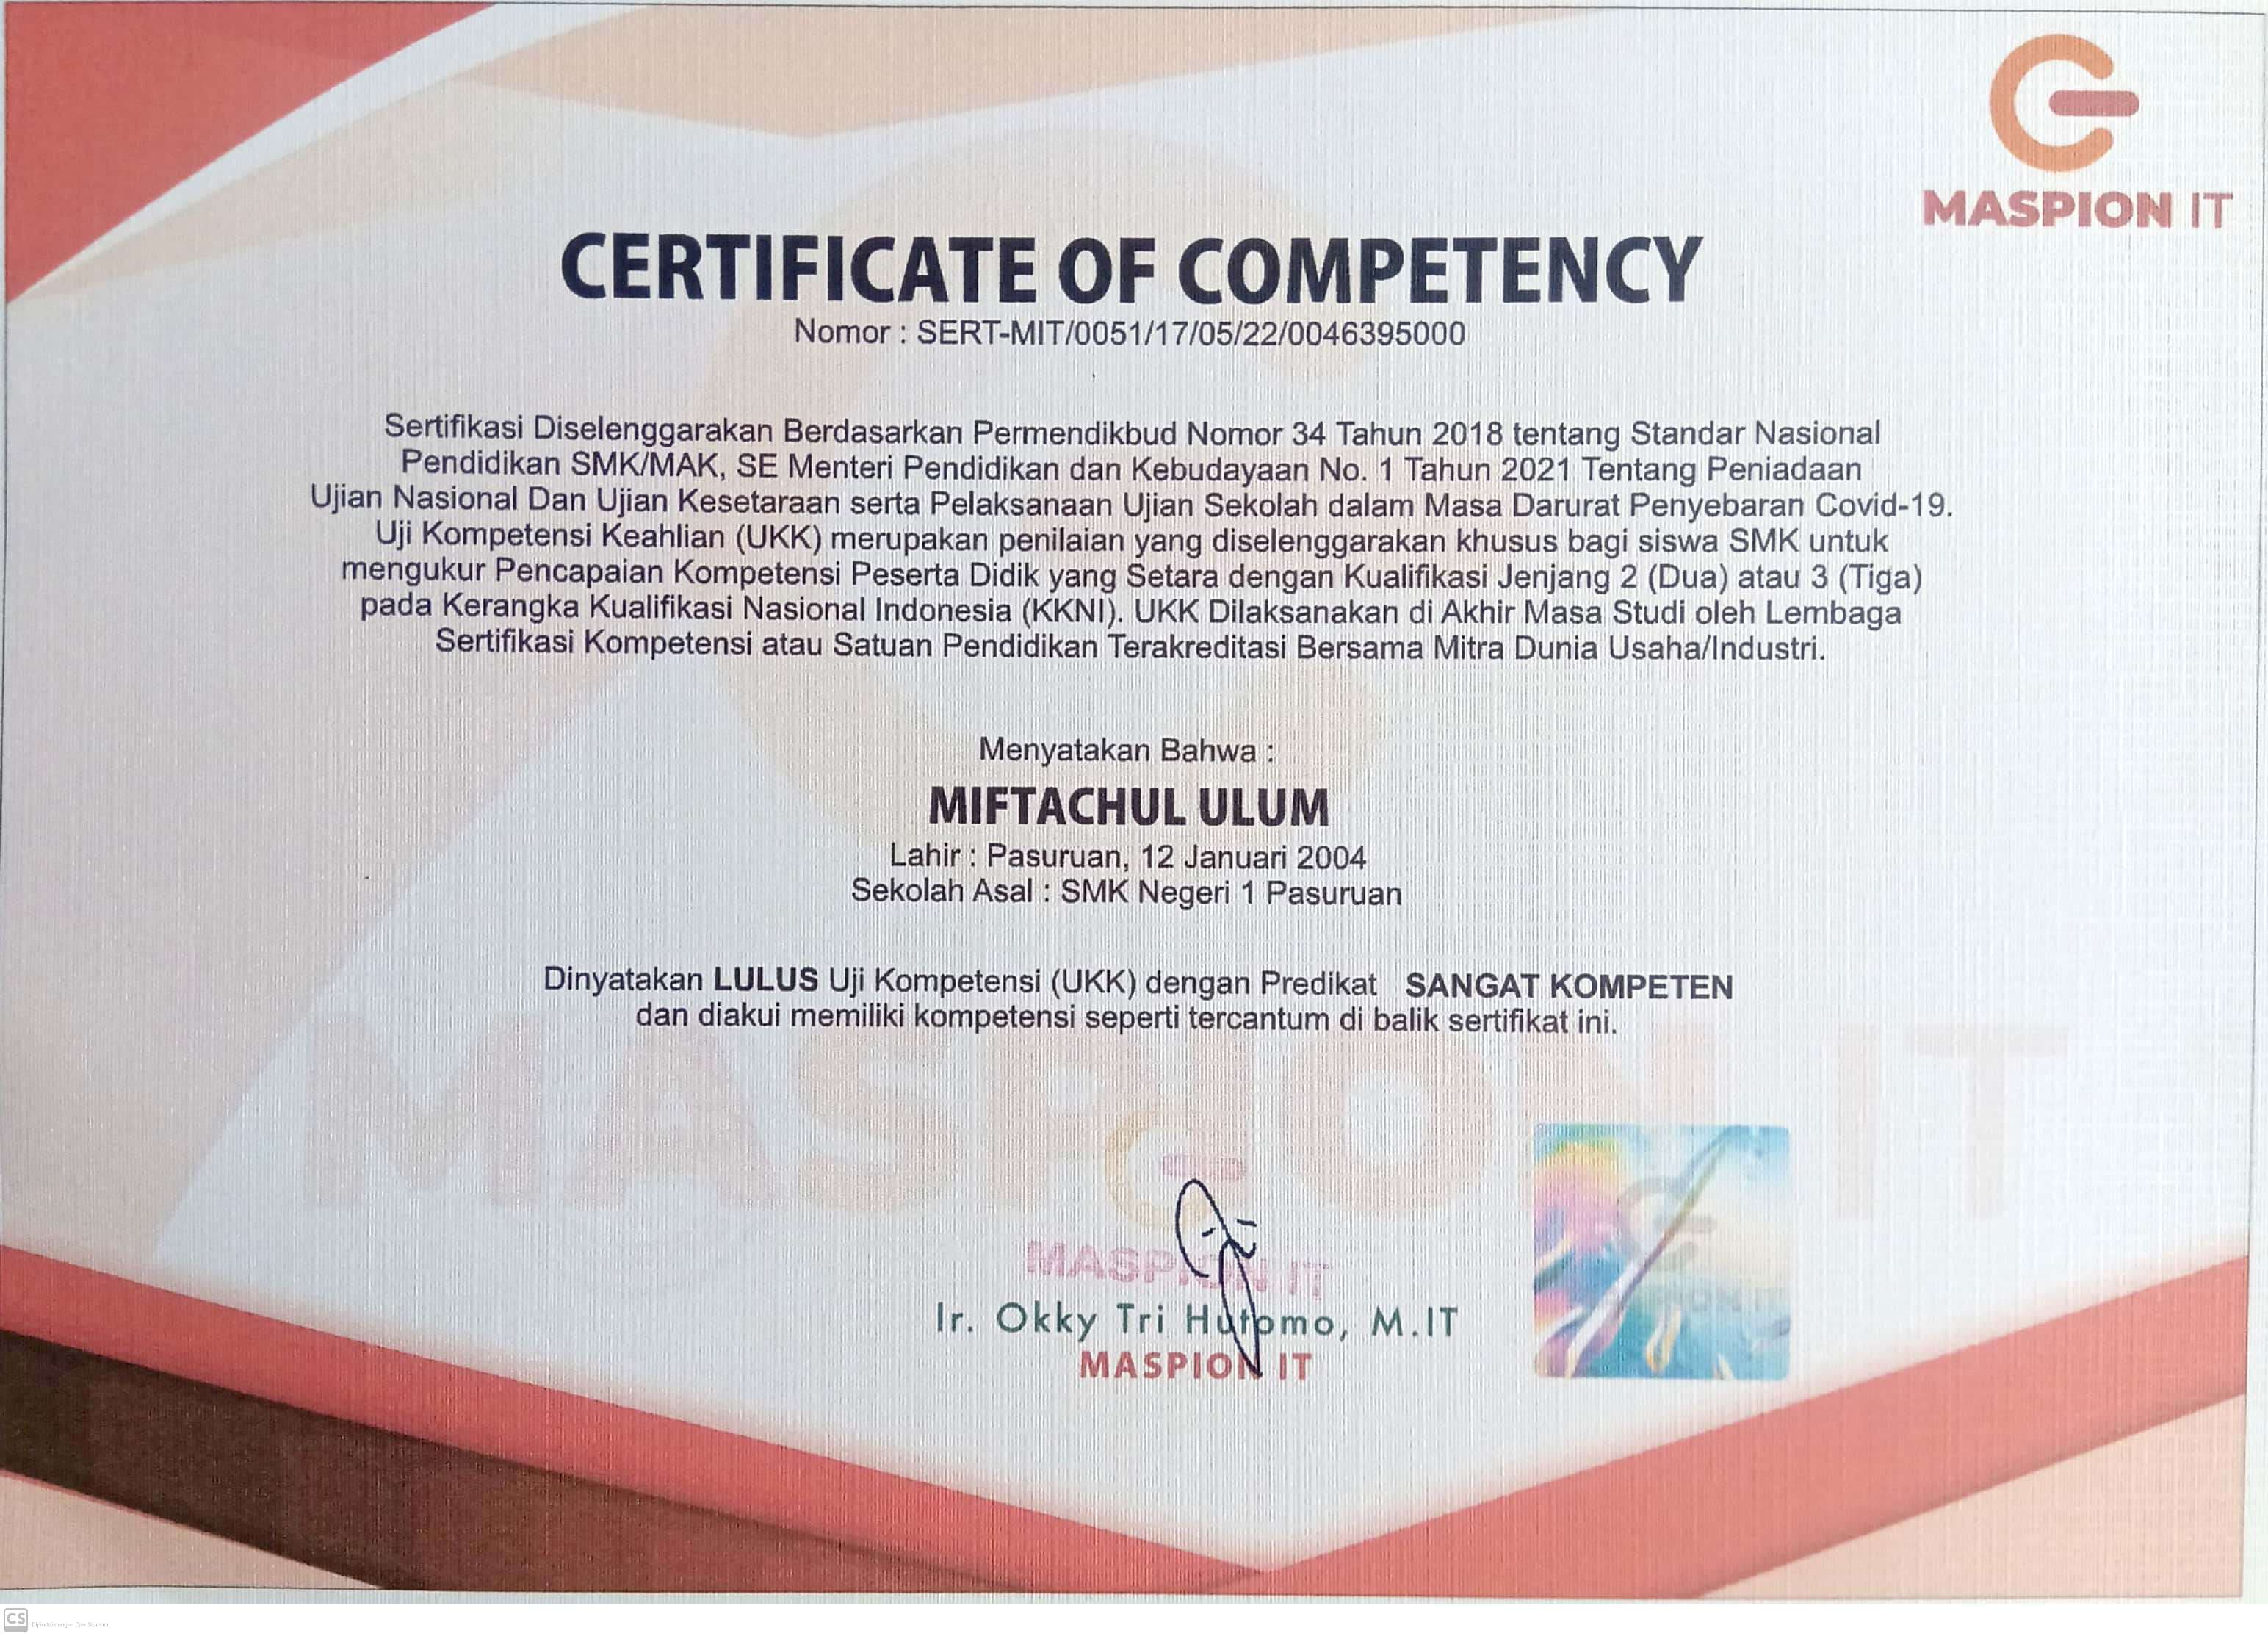 MASPION IT
CERTIFICATE OF COMPETENCY
Nomor : SERT-MIT/0051/17/05/22/0046395000
Sertifikasi Diselenggarakan Berdasarkan Permendikbud Nomor 34 Tahun 2018 tentang Standar Nasional
Pendidikan SMK/MAK, SE Menteri Pendidikan dan Kebudayaan No. 1 Tahun 2021 Tentang Peniadaan
Ujian Nasional Dan Ujian Kesetaraan serta Pelaksanaan Ujian Sekolah dalam Masa Darurat Penyebaran Covid-19.
Uji Kompetensi Keahlian (UKK) merupakan penilaian yang diselenggarakan khusus bagi siswa SMK untuk
mengukur Pencapaian Kompetensi Peserta Didik yang Setara dengan Kualifikasi Jenjang 2 (Dua) atau 3 (Tiga)
pada Kerangka Kualifikasi Nasional Indonesia (KKNI). UKK Dilaksanakan di Akhir Masa Studi oleh Lembaga
Sertifikasi Kompetensi atau Satuan Pendidikan Terakreditasi Bersama Mitra Dunia Usaha/Industri.
Menyatakan Bahwa :
MIFTACHUL ULUM
Lahir : Pasuruan, 12 Januari 2004
Sekolah Asal : SMK Negeri 1 Pasuruan
Dinyatakan LULUS Uji Kompetensi (UKK) dengan Predikat SANGAT KOMPETEN
dan diakui memiliki kompetensi seperti tercantum di balik sertifikat ini.
MASPION IT
MASPION IT
Ir. Okky Tri Hutomo, M.IT
MASPION IT
CS